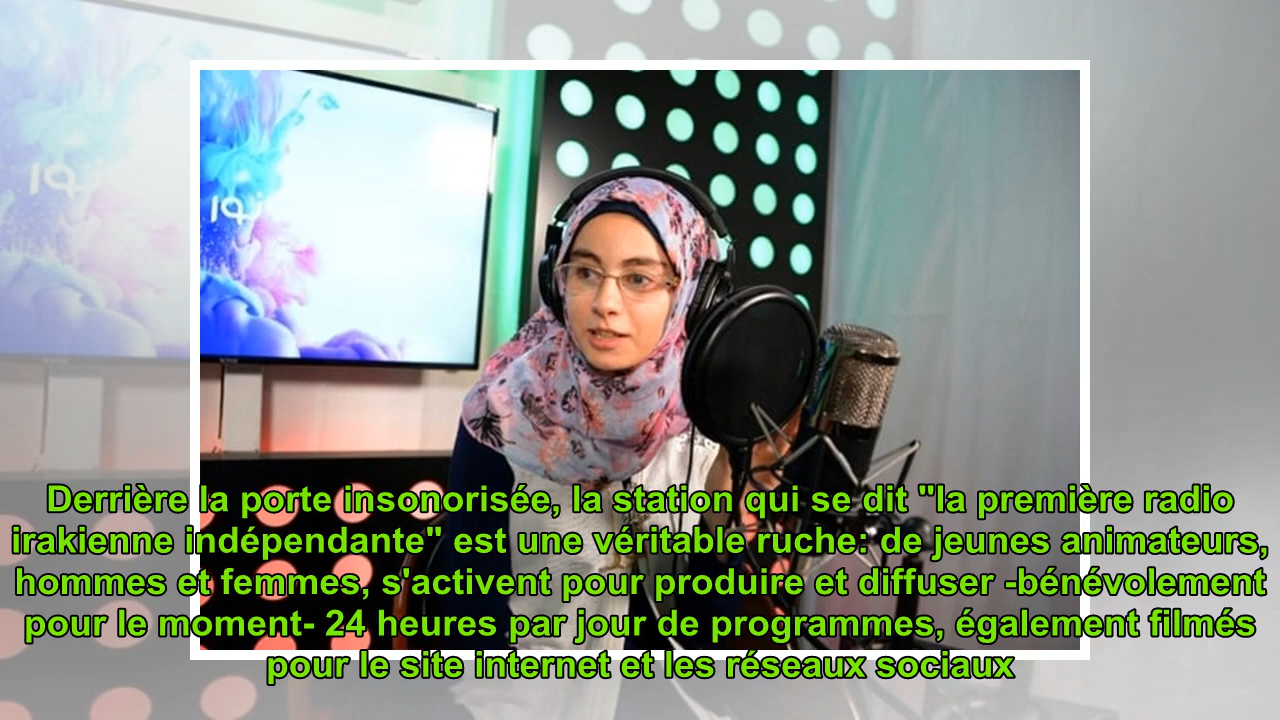 نور
نور
Derrière la porte insonorisée, la station qui se dit "la première radio
irakienne indépendante" est une véritable ruche: de jeunes animateurs,
hommes et femmes, s'activent pour produire et diffuser -bénévolement
pour le moment- 24 heures par jour de programmes, également filmés
pour le site internet et les réseaux sociaux